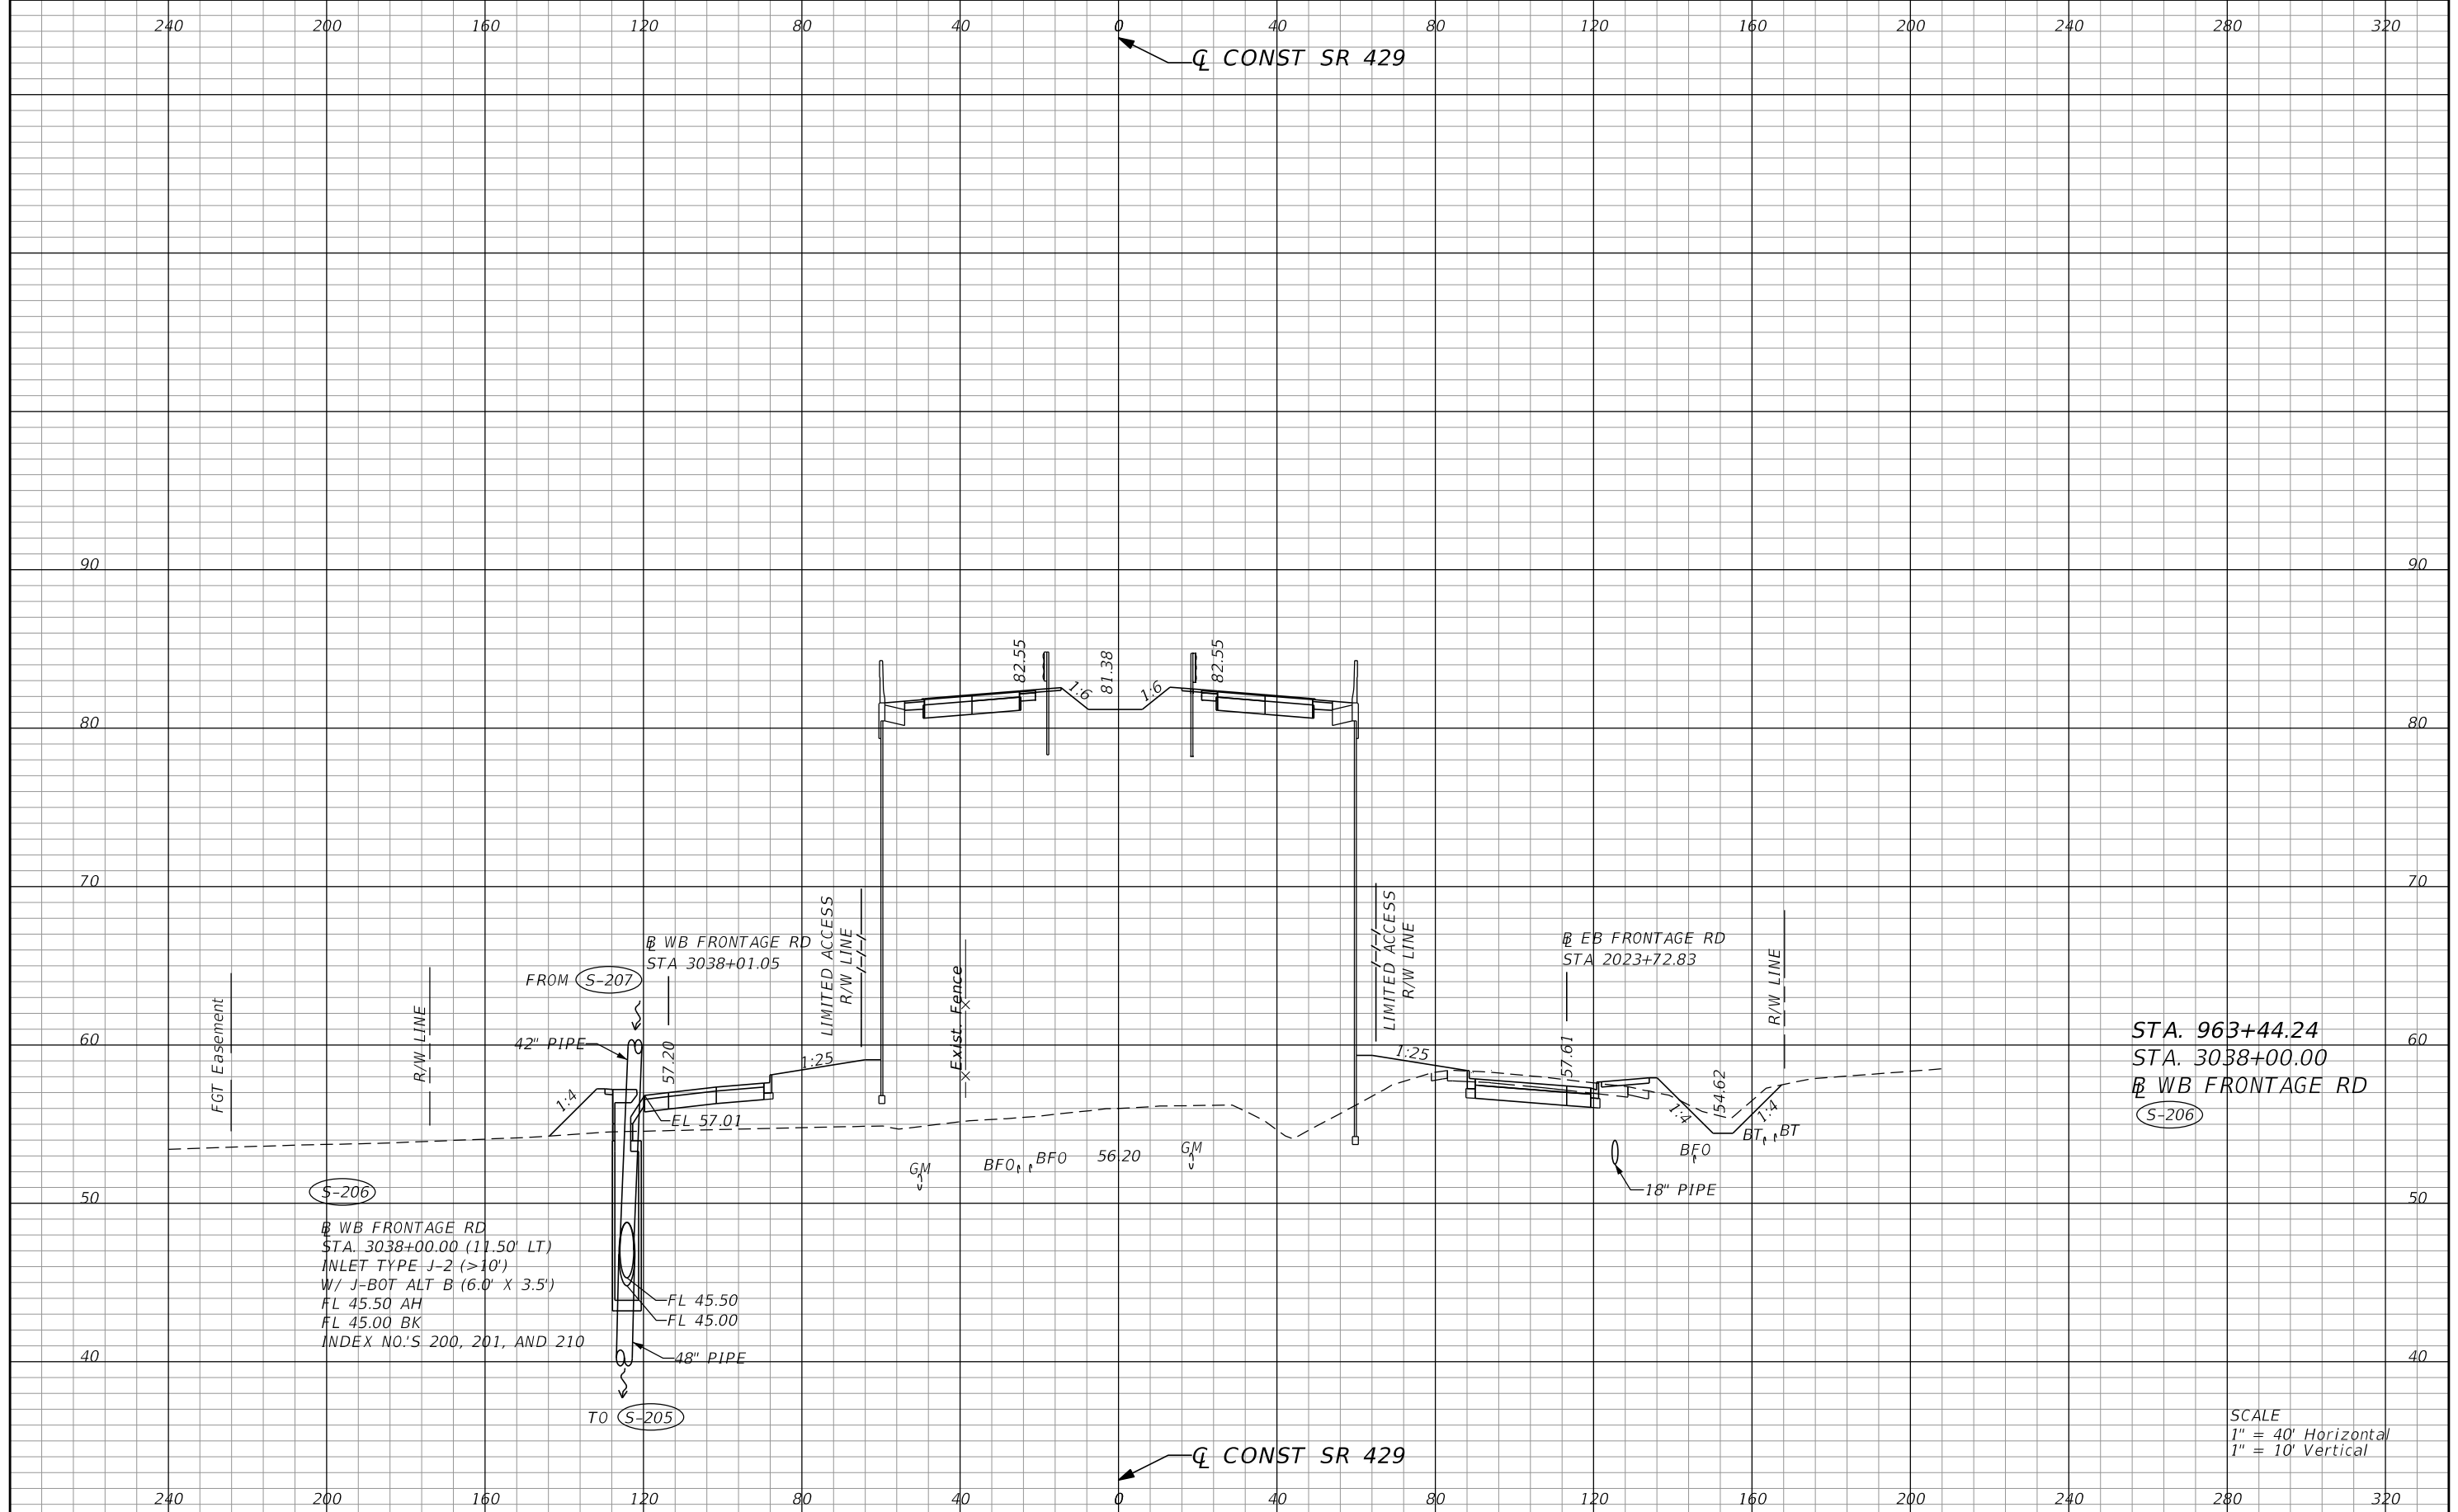 240 200 160 120 80 40 0 40 80 120 160 200 240 280 320
℄ CONST SR 429
90 90
82.55
81.38
82.55
1:6
1:6
80 80
70 70
LIMITED ACCESS
R/W LINE
LIMITED ACCESS
R/W LINE
B WB FRONTAGE RD
STA 3038+01.05
B EB FRONTAGE RD
STA 2023+72.83
FROM S-207
FGT Easement
R/W LINE
Exist. Fence
R/W LINE
60 60
42" PIPE
57.20
1:25
1:25
57.61
54.62
1:4
EL 57.01
1:4
1:4
STA. 963+44.24
STA. 3038+00.00
B WB FRONTAGE RD
S-206
GM
BFO
BFO
56.20
GM
BFO
BT
BT
18" PIPE
50 50
S-206
B WB FRONTAGE RD
STA. 3038+00.00 (11.50' LT)
INLET TYPE J-2 (>10')
W/ J-BOT ALT B (6.0' X 3.5')
FL 45.50 AH
FL 45.00 BK
INDEX NO.'S 200, 201, AND 210
FL 45.50
FL 45.00
48" PIPE
40 40
TO S-205
SCALE
1" = 40' Horizontal
1" = 10' Vertical
℄ CONST SR 429
240 200 160 120 80 40 0 40 80 120 160 200 240 280 320